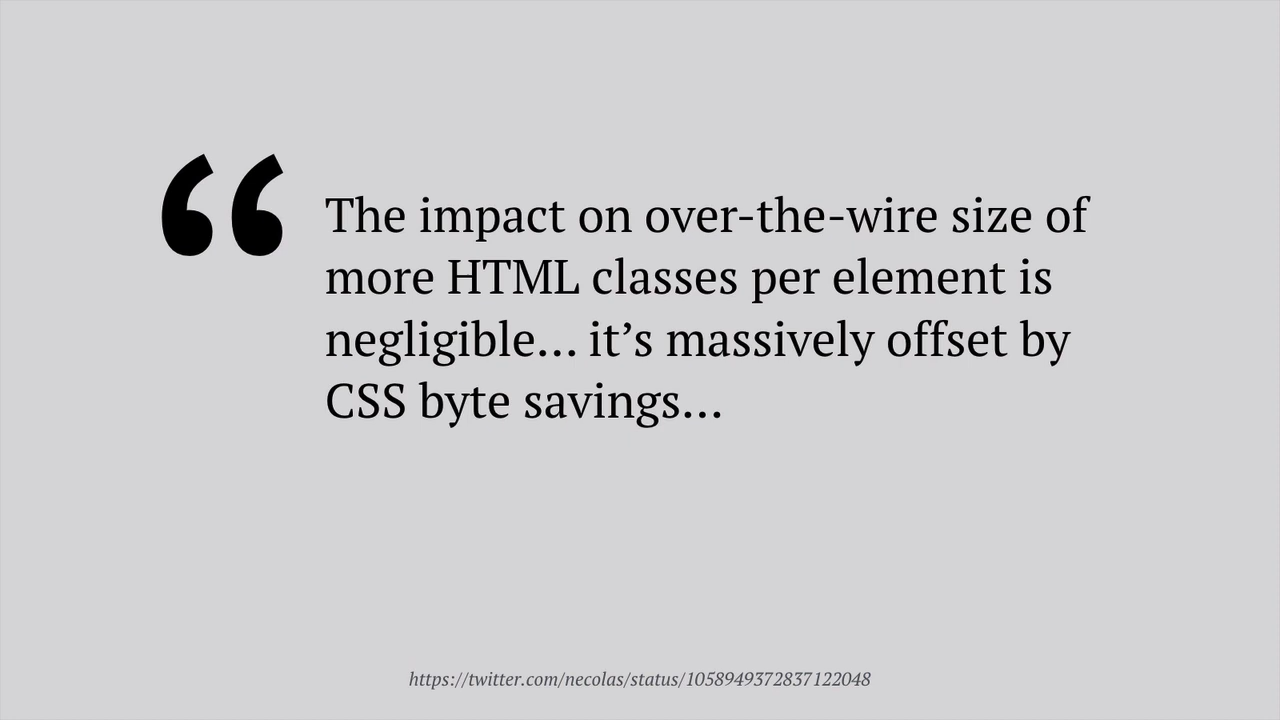 “
The impact on over-the-wire size of
more HTML classes per element is
negligible… it’s massively offset by
CSS byte savings…
https://twitter.com/necolas/status/1058949372837122048